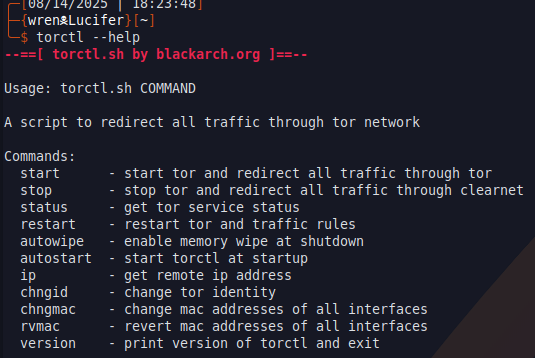 [08/14/2025 | 18:23:48]
{wren🕱Lucifer}[~]
$ torctl --help
--==[ torctl.sh by blackarch.org ]==--
Usage: torctl.sh COMMAND
A script to redirect all traffic through tor network
Commands:
start - start tor and redirect all traffic through tor
stop - stop tor and redirect all traffic through clearnet
status - get tor service status
restart - restart tor and traffic rules
autowipe - enable memory wipe at shutdown
autostart - start torctl at startup
ip - get remote ip address
chngid - change tor identity
chngmac - change mac addresses of all interfaces
rvmac - revert mac addresses of all interfaces
version - print version of torctl and exit